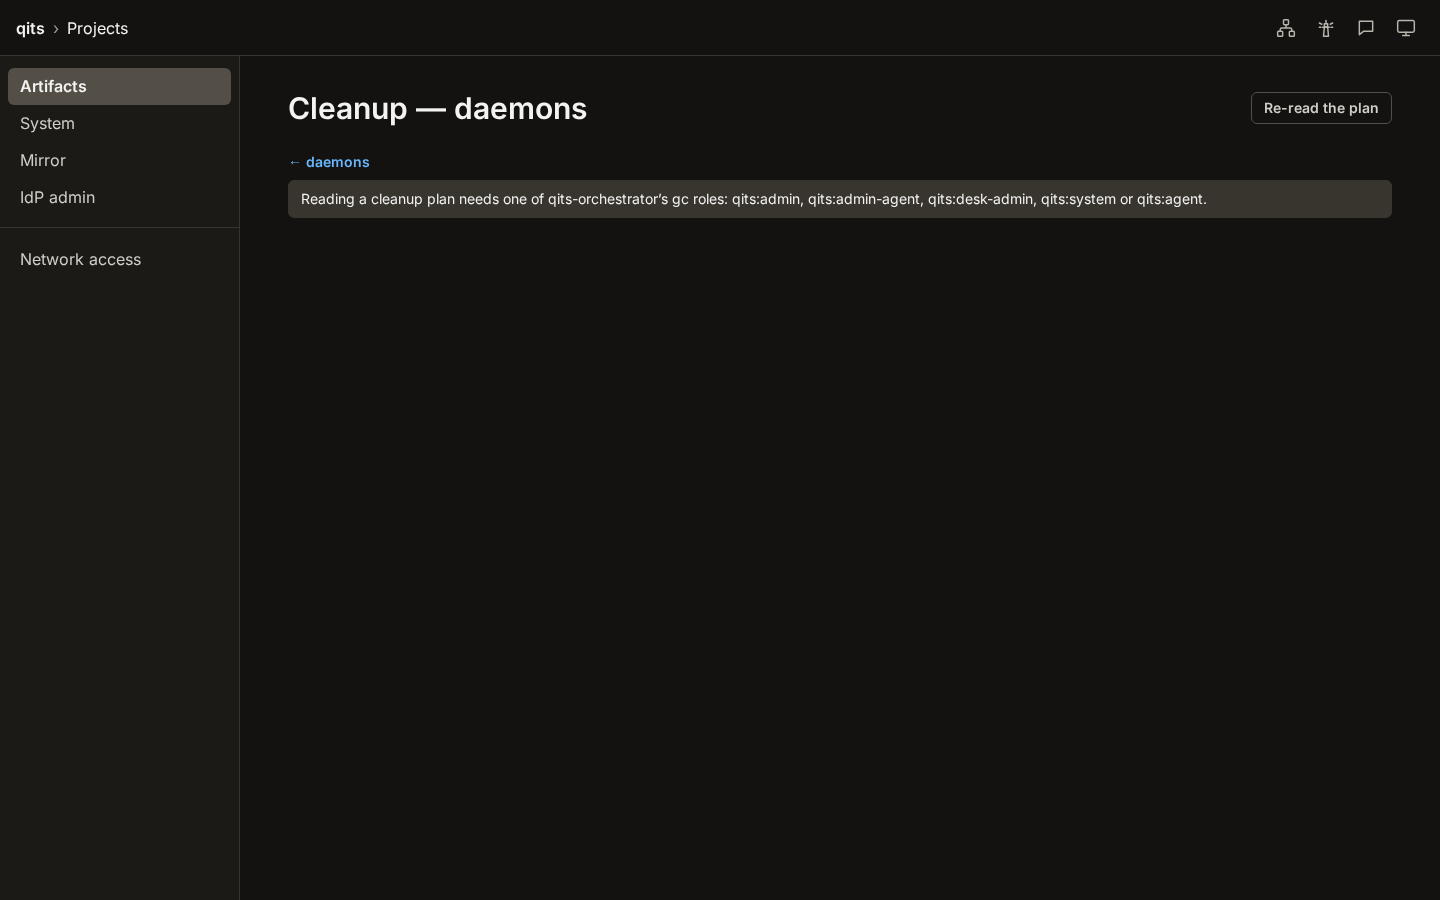 qits › Projects
Artifacts
System
Mirror
IdP admin
Network access
Cleanup — daemons
Re-read the plan
← daemons
Reading a cleanup plan needs one of qits-orchestrator’s gc roles: qits:admin, qits:admin-agent, qits:desk-admin, qits:system or qits:agent.